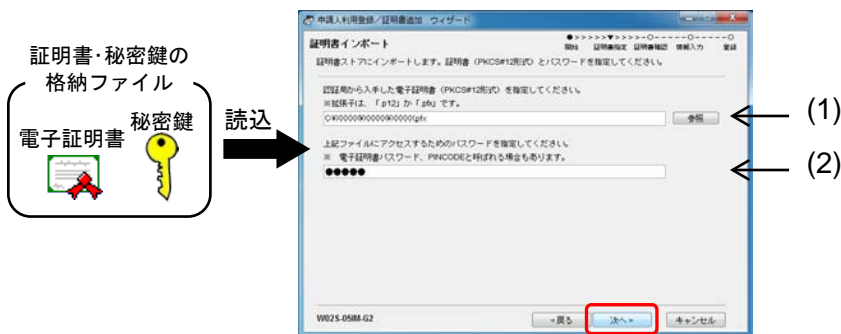 証明書･秘密鍵の
格納ファイル
電子証明書
秘密鍵
読込
申請人利用登録／証明書追加 ウィザード
証明書インポート
●>>>>>▼>>>>>-O-----O-----O
開始 証明書指定 証明書確認 情報入力 登録
証明書ストアにインポートします。証明書（PKCS#12形式）とパスワードを指定してください。
認証局から入手した電子証明書（PKCS#12形式）を指定してください。
※拡張子は、「.p12」か「.pfx」です。
参照
(1)
上記ファイルにアクセスするためのパスワードを指定してください。
※ 電子証明書パスワード、PINCODEと呼ばれる場合もあります。
●●●●●
(2)
W02S-05IM-G2
<戻る
次へ>
キャンセル